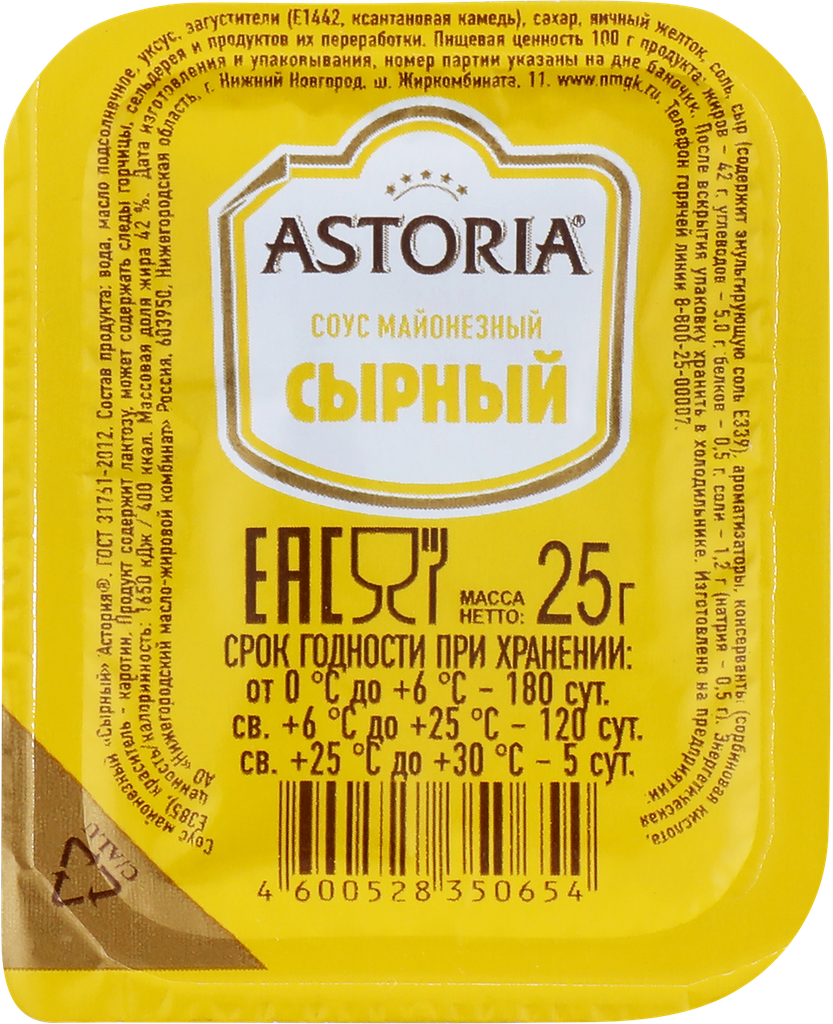 Соус майонезный «Сырный» "Астория®. ГОСТ 31761-2012. Состав продукта: вода, масло подсолнечное, уксус, загустители (Е1442, ксантановая камедь), сахар, яичный желток, соль, сыр (содержит эмульгирующую соль Е339), ароматизаторы, консерванты (сорбиновая кислота,
Е385), краситель - каротин. Продукт содержит лактозу, может содержать следы горчицы, сельдерея и продуктов их переработки. Пищевая ценность 100 г продукта: жиров - 42 г, углеводов - 5,0 г, белков - 0,5 г, соли - 1,2 г (натрия - 0,5 г). Энергетическая
ценность/калорийность: 1650 кДж / 400 ккал. Массовая доля жира 42 %. Дата изготовления и упаковывания, номер партии указаны на дне баночки. После вскрытия упаковку хранить в холодильнике. Изготовлено на предприятии:
АО «Нижегородский масло-жировой комбинат» Россия, 603950, Нижегородская область, г. Нижний Новгород, ш. Жиркомбината, 11. www.nmgk.ru. Телефон горячей линии 8-800-25-00007.
ASTORIA®
СОУС МАЙОНЕЗНЫЙ
СЫРНЫЙ
ЕАС
МАССА
НЕТТО: 25г
СРОК ГОДНОСТИ ПРИ ХРАНЕНИИ:
от 0 °С до +6 °С - 180 сут.
св. +6 °С до +25 °С - 120 сут.
св. +25 °С до +30 °С - 5 сут.
4 600528 350654
C/ALU